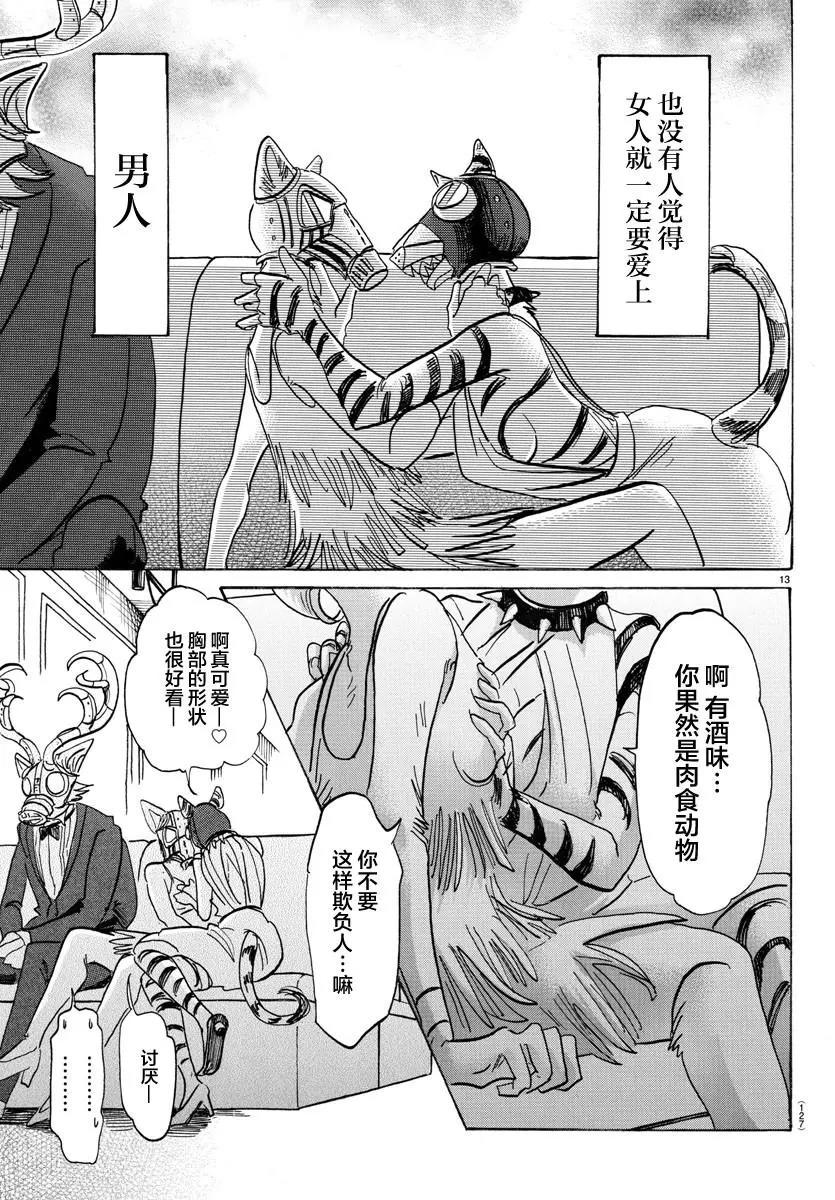 也没有人觉得
女人就一定要爱上
男人
13
啊 有酒味…
你果然是肉食动物
你不要
这样欺负人…嘛
啊真可爱—
胸部的形状♡
也很好看—
讨厌—
…………
(127)